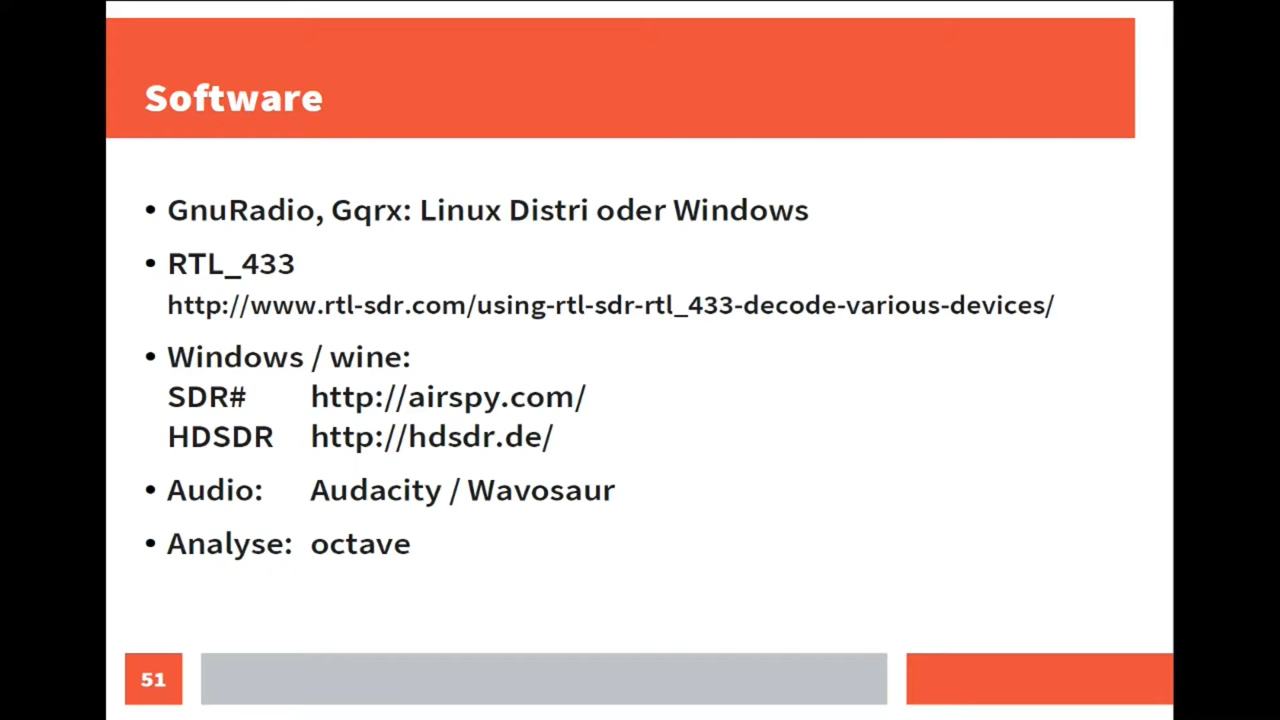 Software
• GnuRadio, Gqrx: Linux Distri oder Windows
• RTL_433
http://www.rtl-sdr.com/using-rtl-sdr-rtl_433-decode-various-devices/
• Windows / wine:
SDR# http://airspy.com/
HDSDR http://hdsdr.de/
• Audio: Audacity / Wavosaur
• Analyse: octave
51